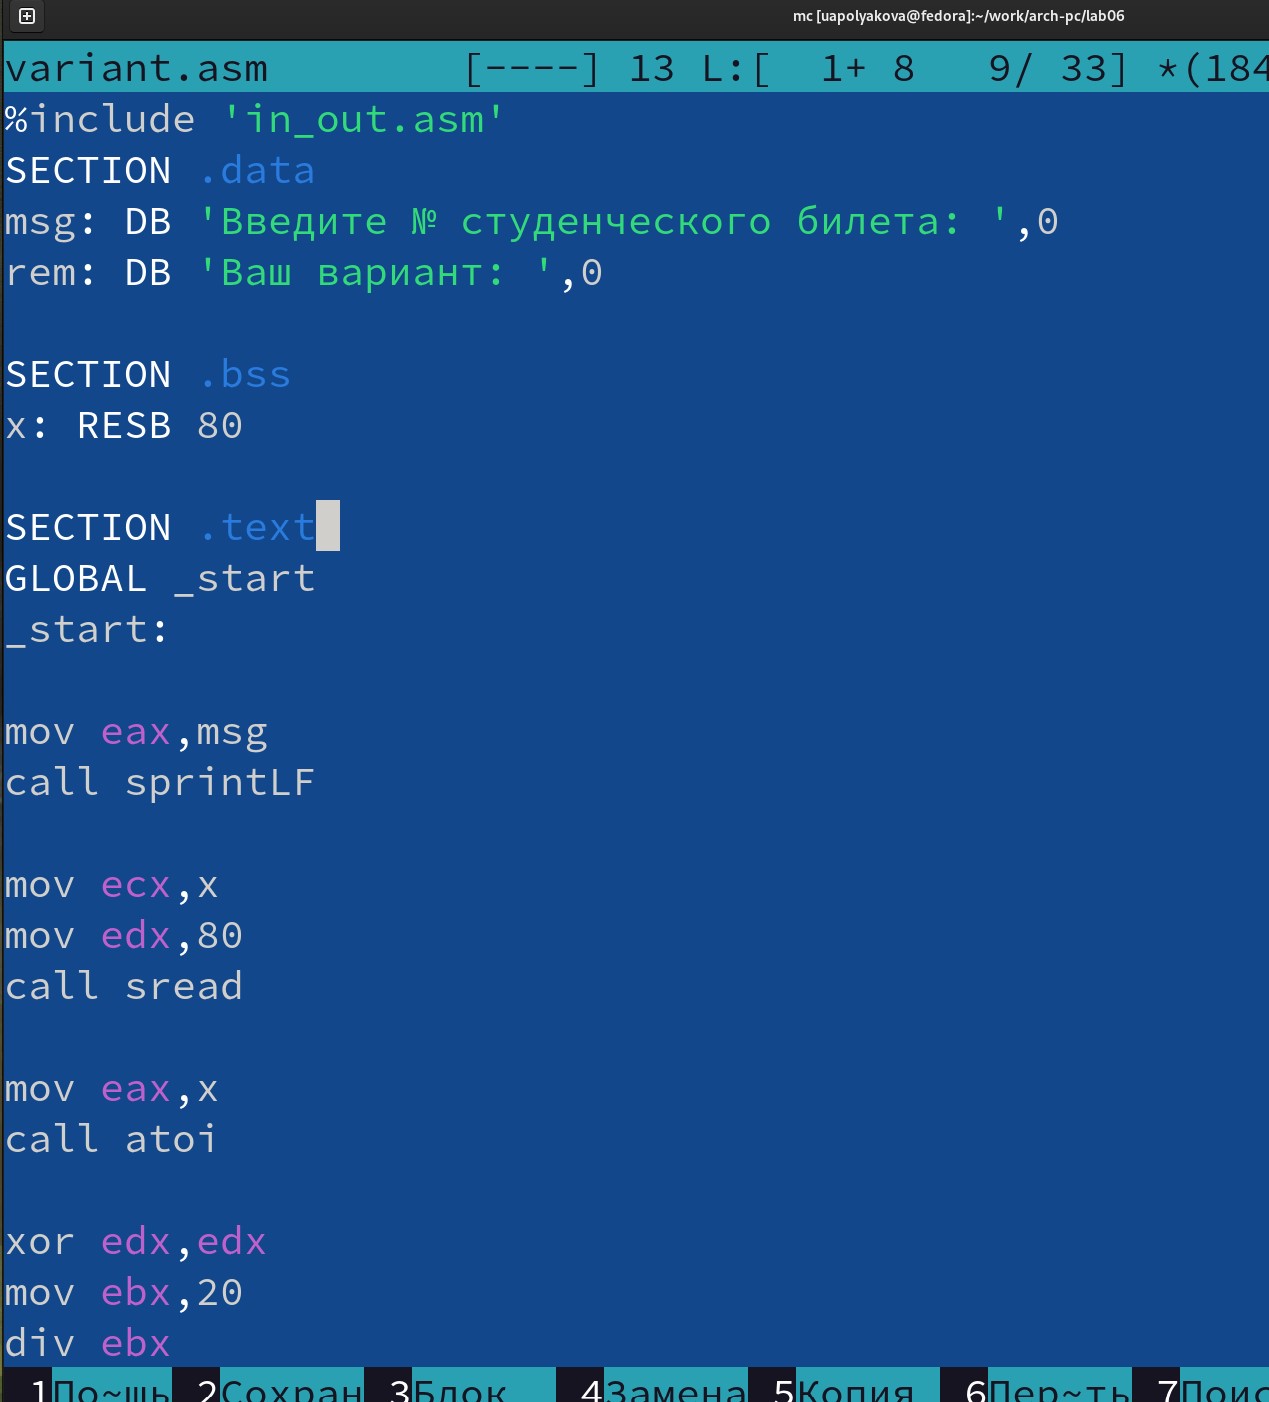 mc [uapolyakova@fedora]:~/work/arch-pc/lab06
variant.asm [----] 13 L:[ 1+ 8 9/ 33] *(184
%include 'in_out.asm'
SECTION .data
msg: DB 'Введите № студенческого билета: ',0
rem: DB 'Ваш вариант: ',0
SECTION .bss
x: RESB 80
SECTION .text
GLOBAL _start
_start:
mov eax,msg
call sprintLF
mov ecx,x
mov edx,80
call sread
mov eax,x
call atoi
xor edx,edx
mov ebx,20
div ebx
1По~щь 2Сохран 3Блок 4Замена 5Копия 6Пер~ть 7Поис